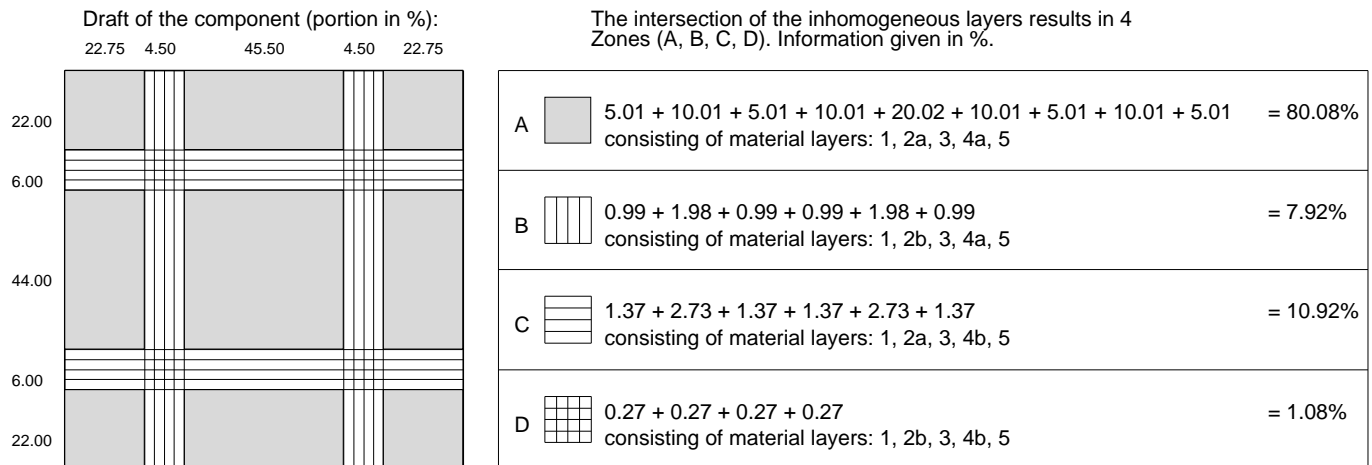 Draft of the component (portion in %):
22.75 4.50 45.50 4.50 22.75
22.00
6.00
44.00
6.00
22.00
The intersection of the inhomogeneous layers results in 4
Zones (A, B, C, D). Information given in %.
A 5.01 + 10.01 + 5.01 + 10.01 + 20.02 + 10.01 + 5.01 + 10.01 + 5.01 = 80.08%
consisting of material layers: 1, 2a, 3, 4a, 5
B 0.99 + 1.98 + 0.99 + 0.99 + 1.98 + 0.99 = 7.92%
consisting of material layers: 1, 2b, 3, 4a, 5
C 1.37 + 2.73 + 1.37 + 1.37 + 2.73 + 1.37 = 10.92%
consisting of material layers: 1, 2a, 3, 4b, 5
D 0.27 + 0.27 + 0.27 + 0.27 = 1.08%
consisting of material layers: 1, 2b, 3, 4b, 5